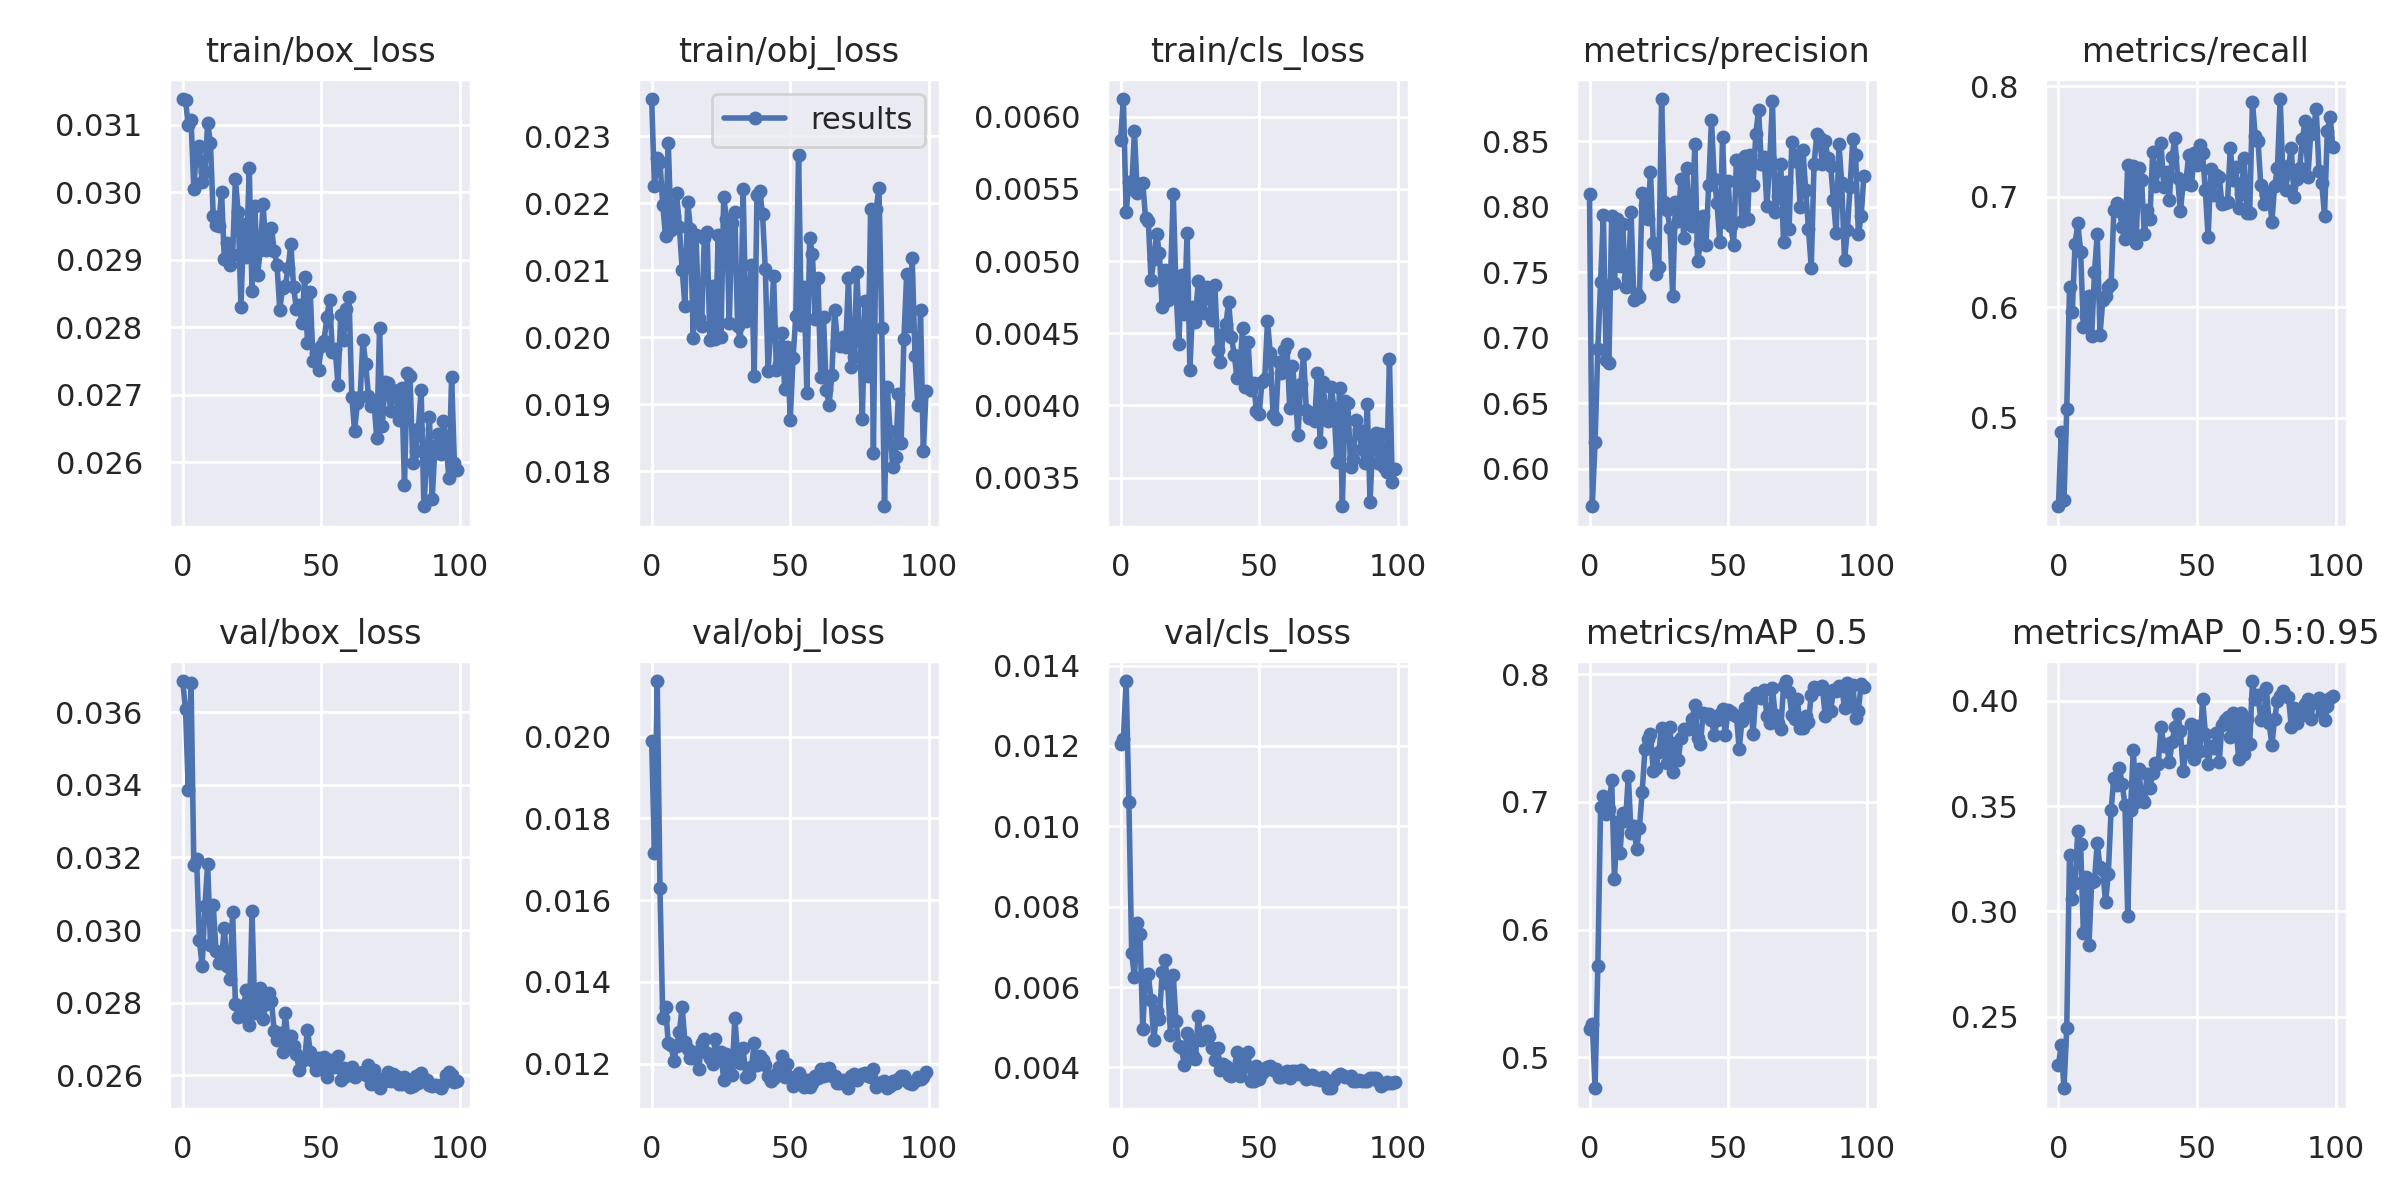 train/box_loss
0.031
0.030
0.029
0.028
0.027
0.026
0 50 100
train/obj_loss
results
0.023
0.022
0.021
0.020
0.019
0.018
0 50 100
train/cls_loss
0.0060
0.0055
0.0050
0.0045
0.0040
0.0035
0 50 100
metrics/precision
0.85
0.80
0.75
0.70
0.65
0.60
0 50 100
metrics/recall
0.8
0.7
0.6
0.5
0 50 100
val/box_loss
0.036
0.034
0.032
0.030
0.028
0.026
0 50 100
val/obj_loss
0.020
0.018
0.016
0.014
0.012
0 50 100
val/cls_loss
0.014
0.012
0.010
0.008
0.006
0.004
0 50 100
metrics/mAP_0.5
0.8
0.7
0.6
0.5
0 50 100
metrics/mAP_0.5:0.95
0.40
0.35
0.30
0.25
0 50 100